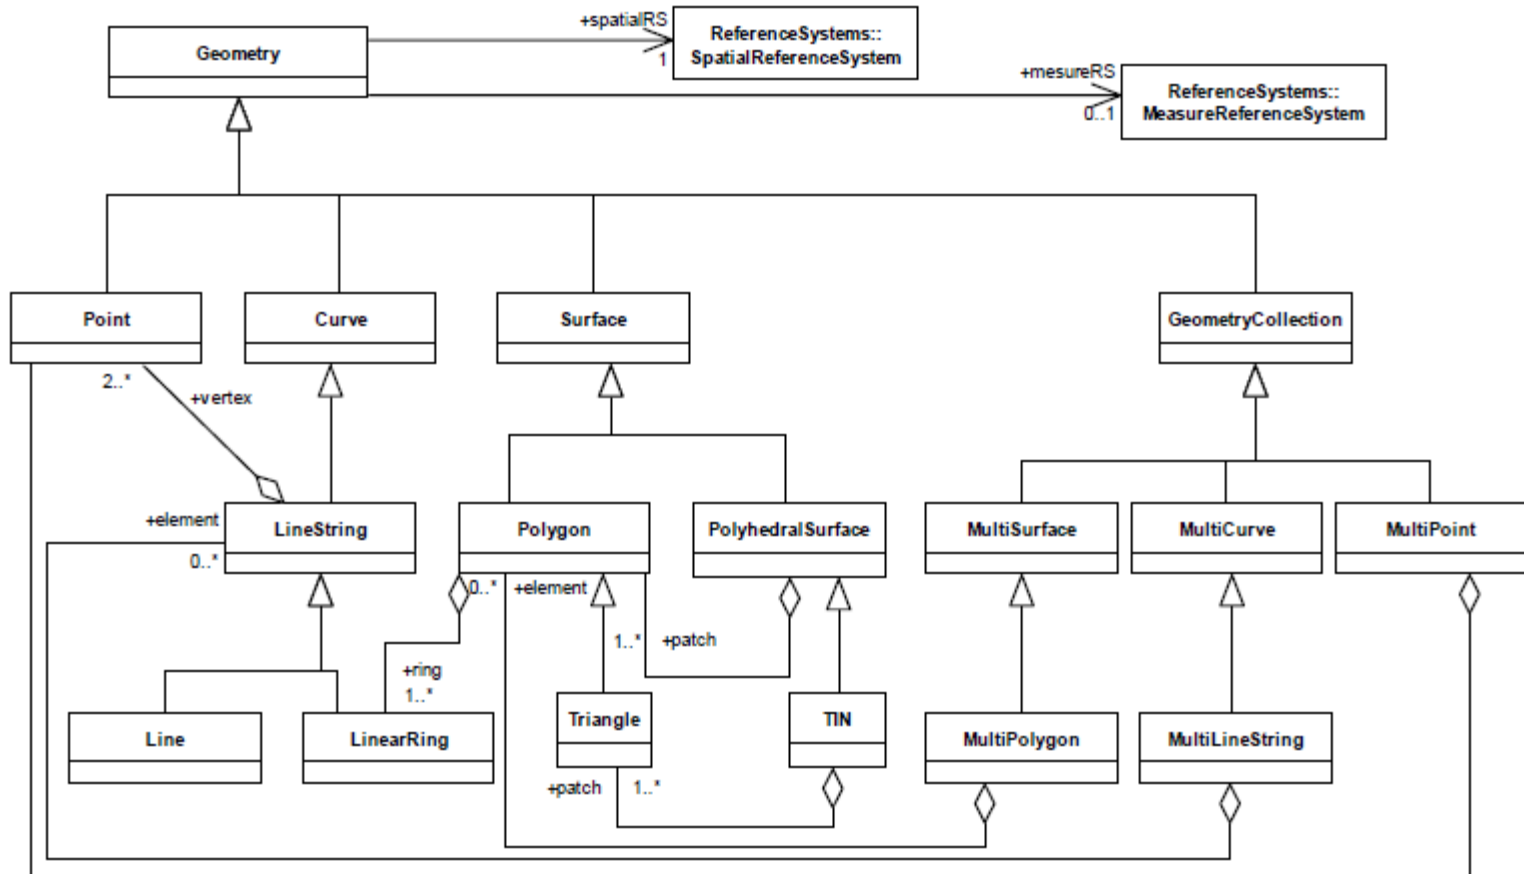 +spatialRS
1
ReferenceSystems::
SpatialReferenceSystem
Geometry
+mesureRS
0..1
ReferenceSystems::
MeasureReferenceSystem
Point
Curve
Surface
GeometryCollection
2..*
+vertex
+element
0..*
LineString
Polygon
PolyhedralSurface
MultiSurface
MultiCurve
MultiPoint
0..*
+element
1..*
+patch
+ring
1..*
Line
LinearRing
Triangle
TIN
MultiPolygon
MultiLineString
+patch
1..*